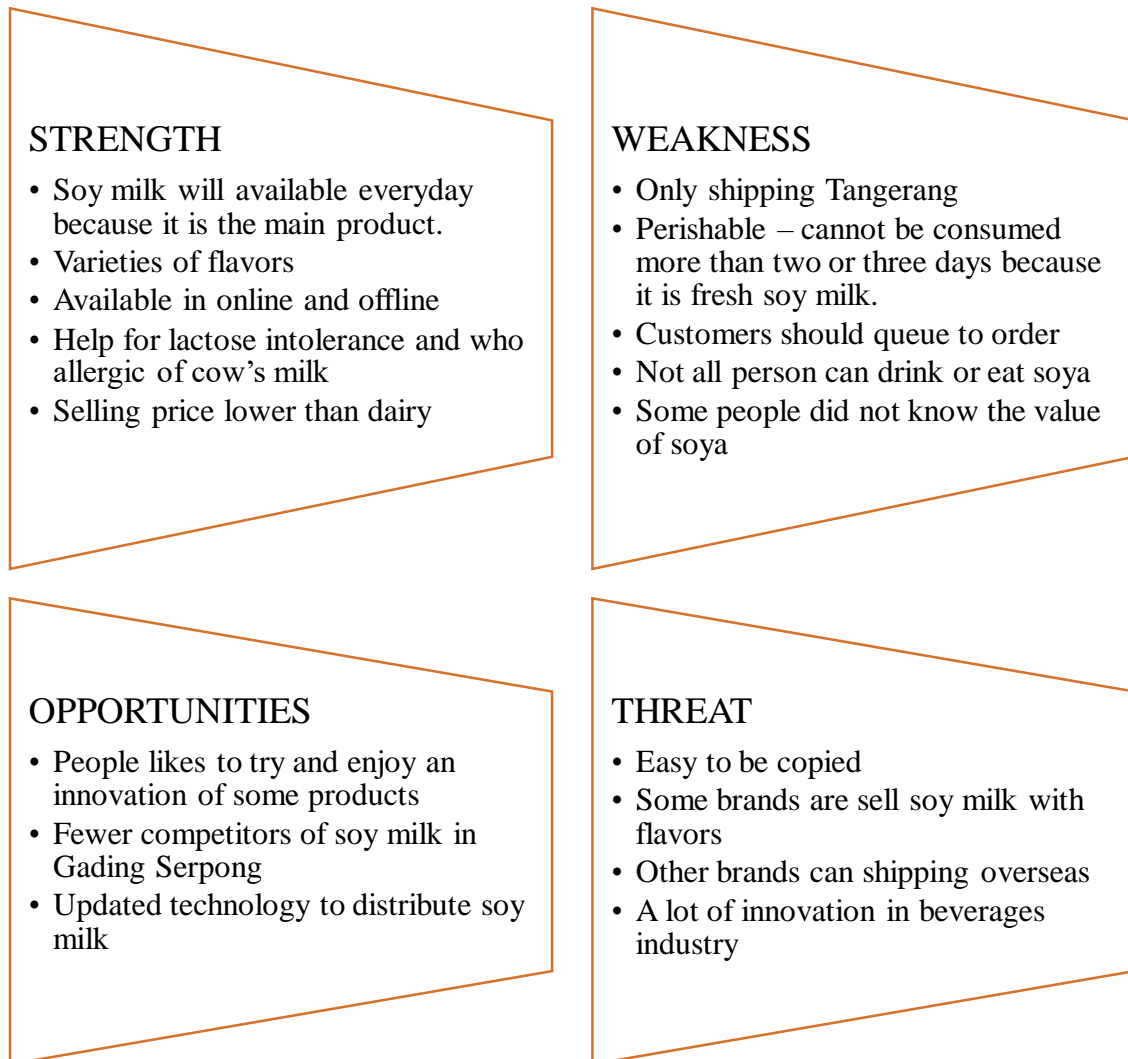 STRENGTH
• Soy milk will available everyday
because it is the main product.
• Varieties of flavors
• Available in online and offline
• Help for lactose intolerance and who
allergic of cow's milk
• Selling price lower than dairy
WEAKNESS
• Only shipping Tangerang
• Perishable – cannot be consumed
more than two or three days because
it is fresh soy milk.
• Customers should queue to order
• Not all person can drink or eat soya
• Some people did not know the value
of soya
OPPORTUNITIES
• People likes to try and enjoy an
innovation of some products
• Fewer competitors of soy milk in
Gading Serpong
• Updated technology to distribute soy
milk
THREAT
• Easy to be copied
• Some brands are sell soy milk with
flavors
• Other brands can shipping overseas
• A lot of innovation in beverages
industry